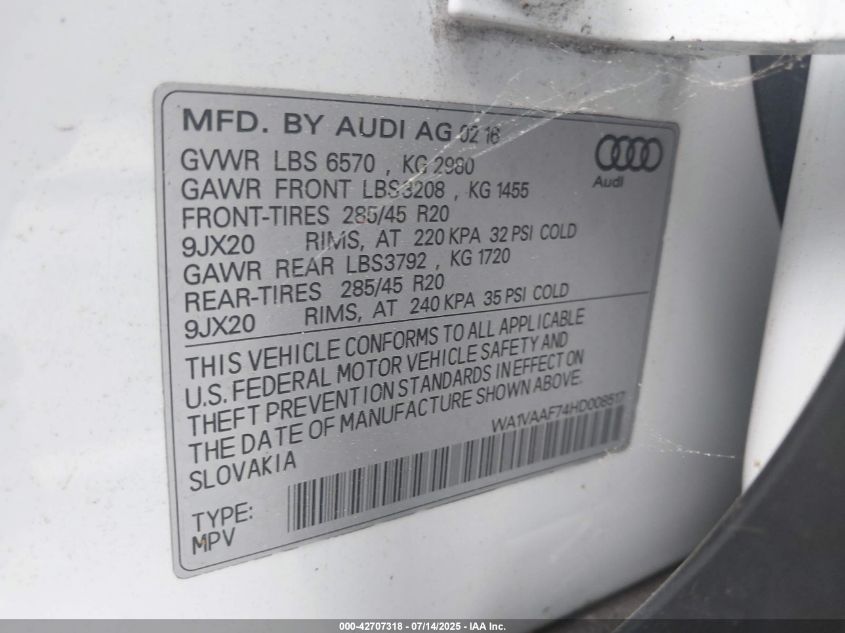 MFD. BY AUDI AG 02 16
GVWR LBS 6570 , KG 2980
GAWR FRONT LBS3208 , KG 1455
FRONT-TIRES 285/45 R20
9JX20 RIMS, AT 220 KPA 32 PSI COLD
GAWR REAR LBS3792 , KG 1720
REAR-TIRES 285/45 R20
9JX20 RIMS, AT 240 KPA 35 PSI COLD
Audi
THIS VEHICLE CONFORMS TO ALL APPLICABLE
U.S. FEDERAL MOTOR VEHICLE SAFETY AND
THEFT PREVENTION STANDARDS IN EFFECT ON
THE DATE OF MANUFACTURE SHOWN ABOVE.
SLOVAKIA
WA1VAAF74HD008517
TYPE:
MPV
000-42707318 - 07/14/2025 - IAA Inc.